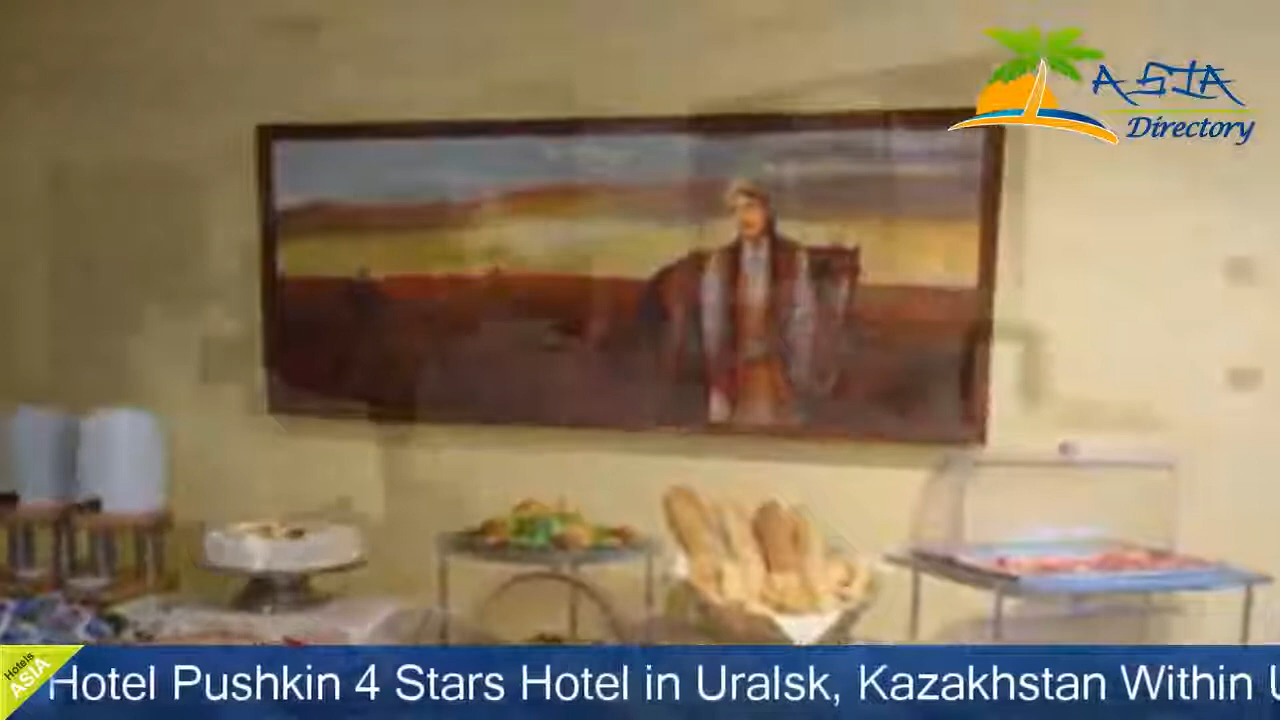 ASIA
Directory
Hotels
ASIA
Hotel Pushkin 4 Stars Hotel in Uralsk, Kazakhstan Within